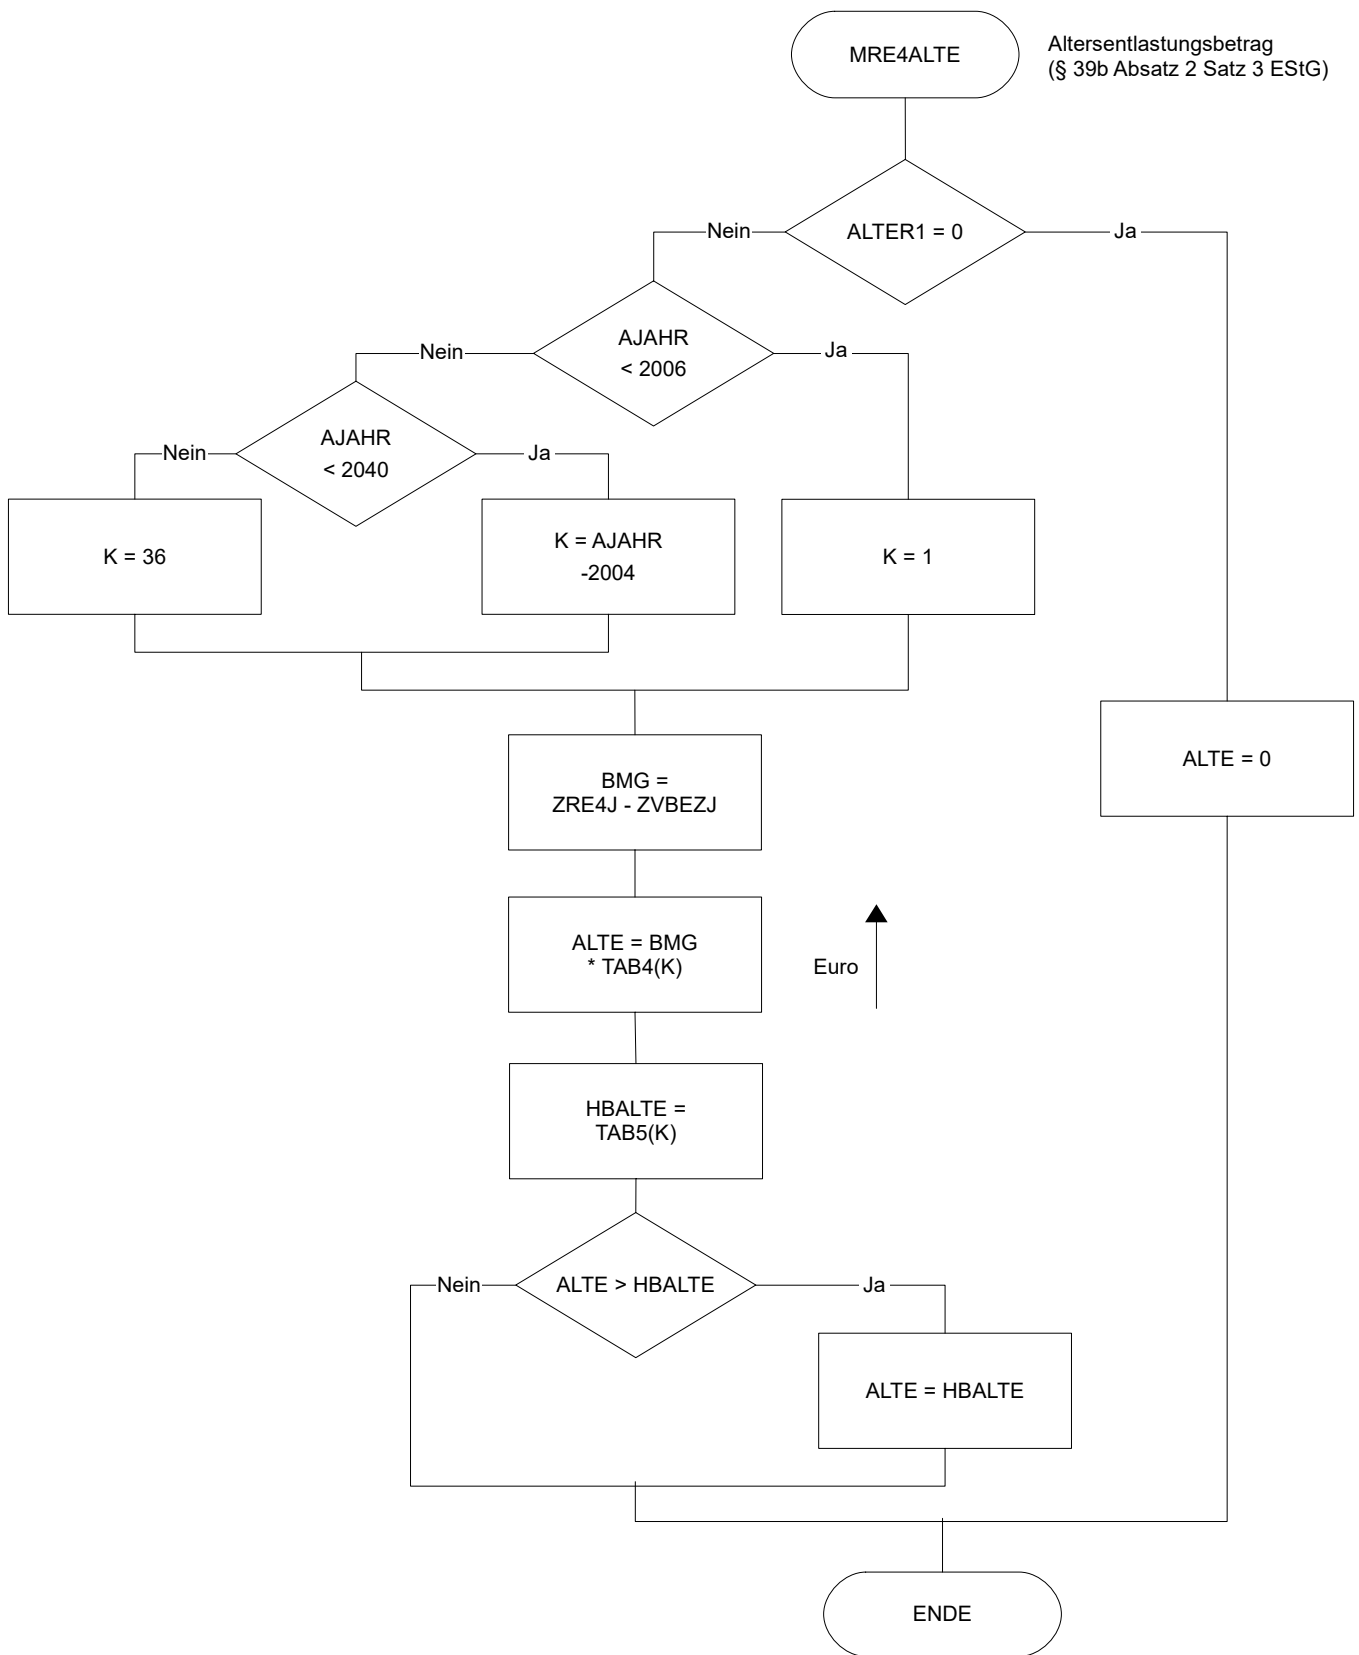 MRE4ALTE
Altersentlastungsbetrag
(§ 39b Absatz 2 Satz 3 EStG)
Nein
ALTER1 = 0
Ja
Nein
AJAHR
< 2006
Ja
Nein
AJAHR
< 2040
Ja
K = 36
K = AJAHR
-2004
K = 1
BMG =
ZRE4J - ZVBEZJ
ALTE = 0
ALTE = BMG
* TAB4(K)
Euro
HBALTE =
TAB5(K)
Nein
ALTE > HBALTE
Ja
ALTE = HBALTE
ENDE